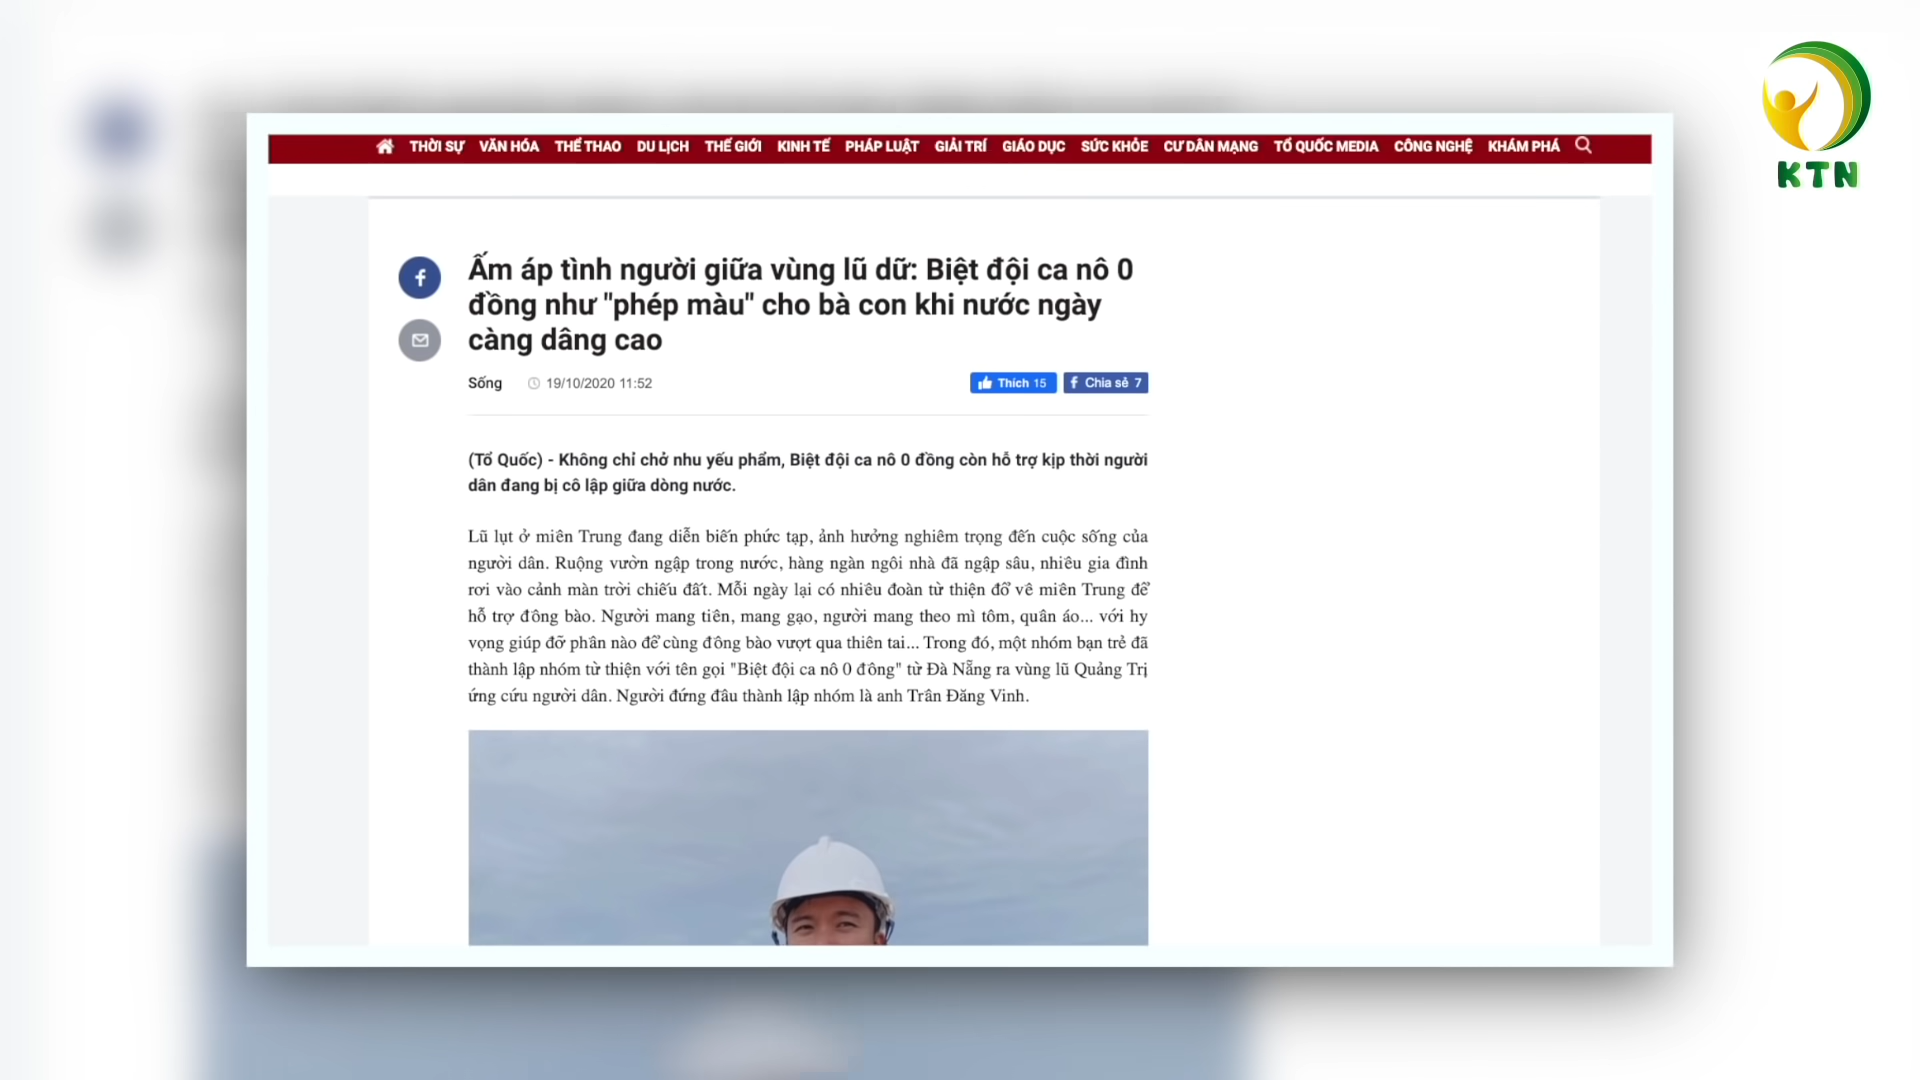 THỜI SỰ VĂN HÓA THỂ THAO DU LỊCH THẾ GIỚI KINH TẾ PHÁP LUẬT GIẢI TRÍ GIÁO DỤC SỨC KHỎE CƯ DÂN MẠNG TỔ QUỐC MEDIA CÔNG NGHỆ KHÁM PHÁ
KTN
Ấm áp tình người giữa vùng lũ dữ: Biệt đội ca nô 0
đồng như "phép màu" cho bà con khi nước ngày
càng dâng cao
Sống 19/10/2020 11:52 Thích 15 Chia sẻ 7
(Tổ Quốc) - Không chỉ chở nhu yếu phẩm, Biệt đội ca nô 0 đồng còn hỗ trợ kịp thời người
dân đang bị cô lập giữa dòng nước.
Lũ lụt ở miền Trung đang diễn biến phức tạp, ảnh hưởng nghiêm trọng đến cuộc sống của
người dân. Ruộng vườn ngập trong nước, hàng ngàn ngôi nhà đã ngập sâu, nhiều gia đình
rơi vào cảnh màn trời chiếu đất. Mỗi ngày lại có nhiều đoàn từ thiện đổ về miền Trung để
hỗ trợ đồng bào. Người mang tiền, mang gạo, người mang theo mì tôm, quần áo... với hy
vọng giúp đỡ phần nào để cùng đồng bào vượt qua thiên tai... Trong đó, một nhóm bạn trẻ đã
thành lập nhóm từ thiện với tên gọi "Biệt đội ca nô 0 đồng" từ Đà Nẵng ra vùng lũ Quảng Trị
ứng cứu người dân. Người đứng đầu thành lập nhóm là anh Trần Đăng Vinh.